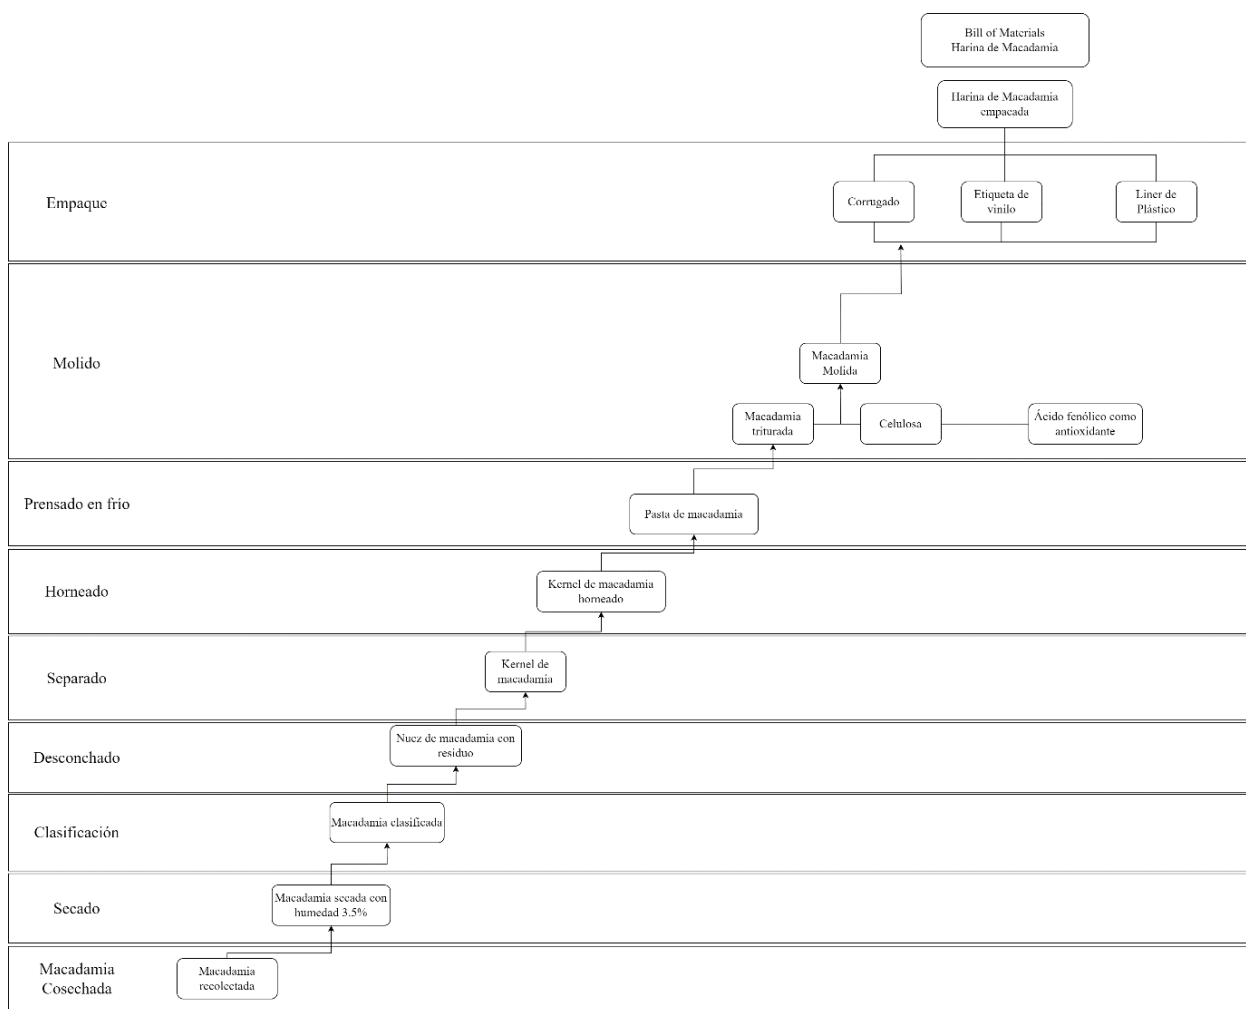 Bill of Materials
Harina de Macadamia
Harina de Macadamia
empacada
Empaque
Corrugado
Etiqueta de
vinilo
Liner de
Plástico
Molido
Macadamia
Molida
Macadamia
triturada
Celulosa
Ácido fenólico como
antioxidante
Prensado en frío
Pasta de macadamia
Horneado
Kernel de macadamia
horneado
Separado
Kernel de
macadamia
Desconchado
Nuez de macadamia con
residuo
Clasificación
Macadamia clasificada
Secado
Macadamia secada con
humedad 3.5%
Macadamia
Cosechada
Macadamia
recolectada